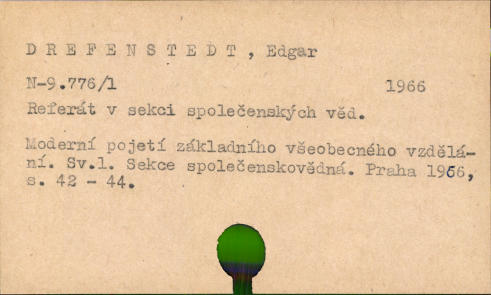 D R E F E N S T E D T , Edgar
N-9.776/1 1966
Referát v sekci společenských věd.
Moderní pojetí základního všeobecného vzdělá-
ní. Sv.1. Sekce společenskovědná. Praha 1966,
s. 42 - 44.